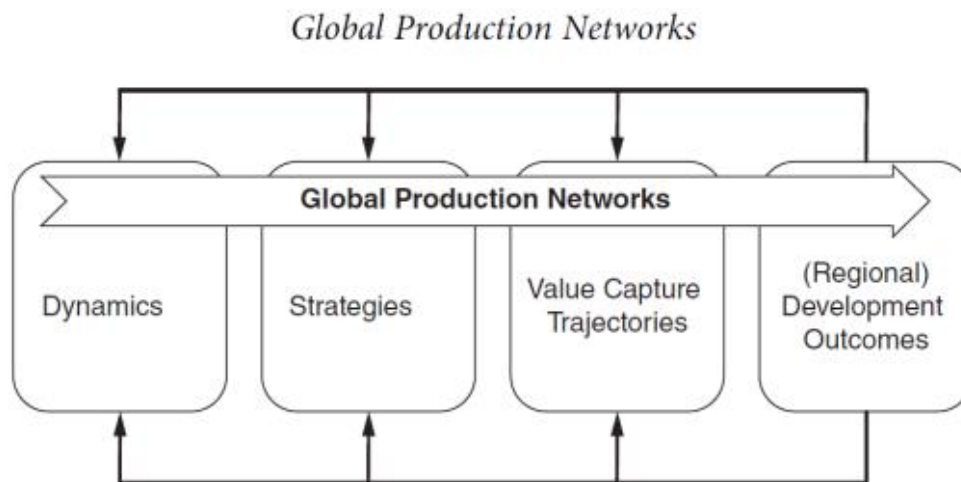 Global Production Networks
Global Production Networks
Dynamics
Strategies
Value Capture
Trajectories
(Regional)
Development
Outcomes